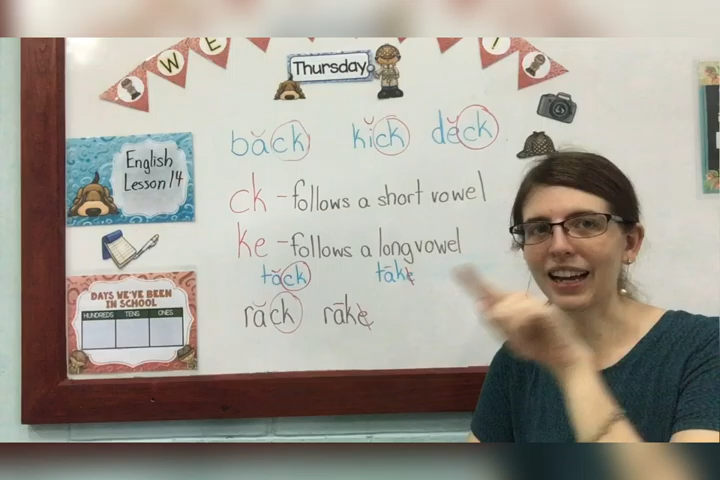 WE !
Thursday
băck kĭck dĕck
English
Lesson 14
ck - follows a short vowel
ke - follows a long vowel
tăck tāke
răck rāke
DAYS WE'VE BEEN
IN SCHOOL
HUNDREDS TENS ONES